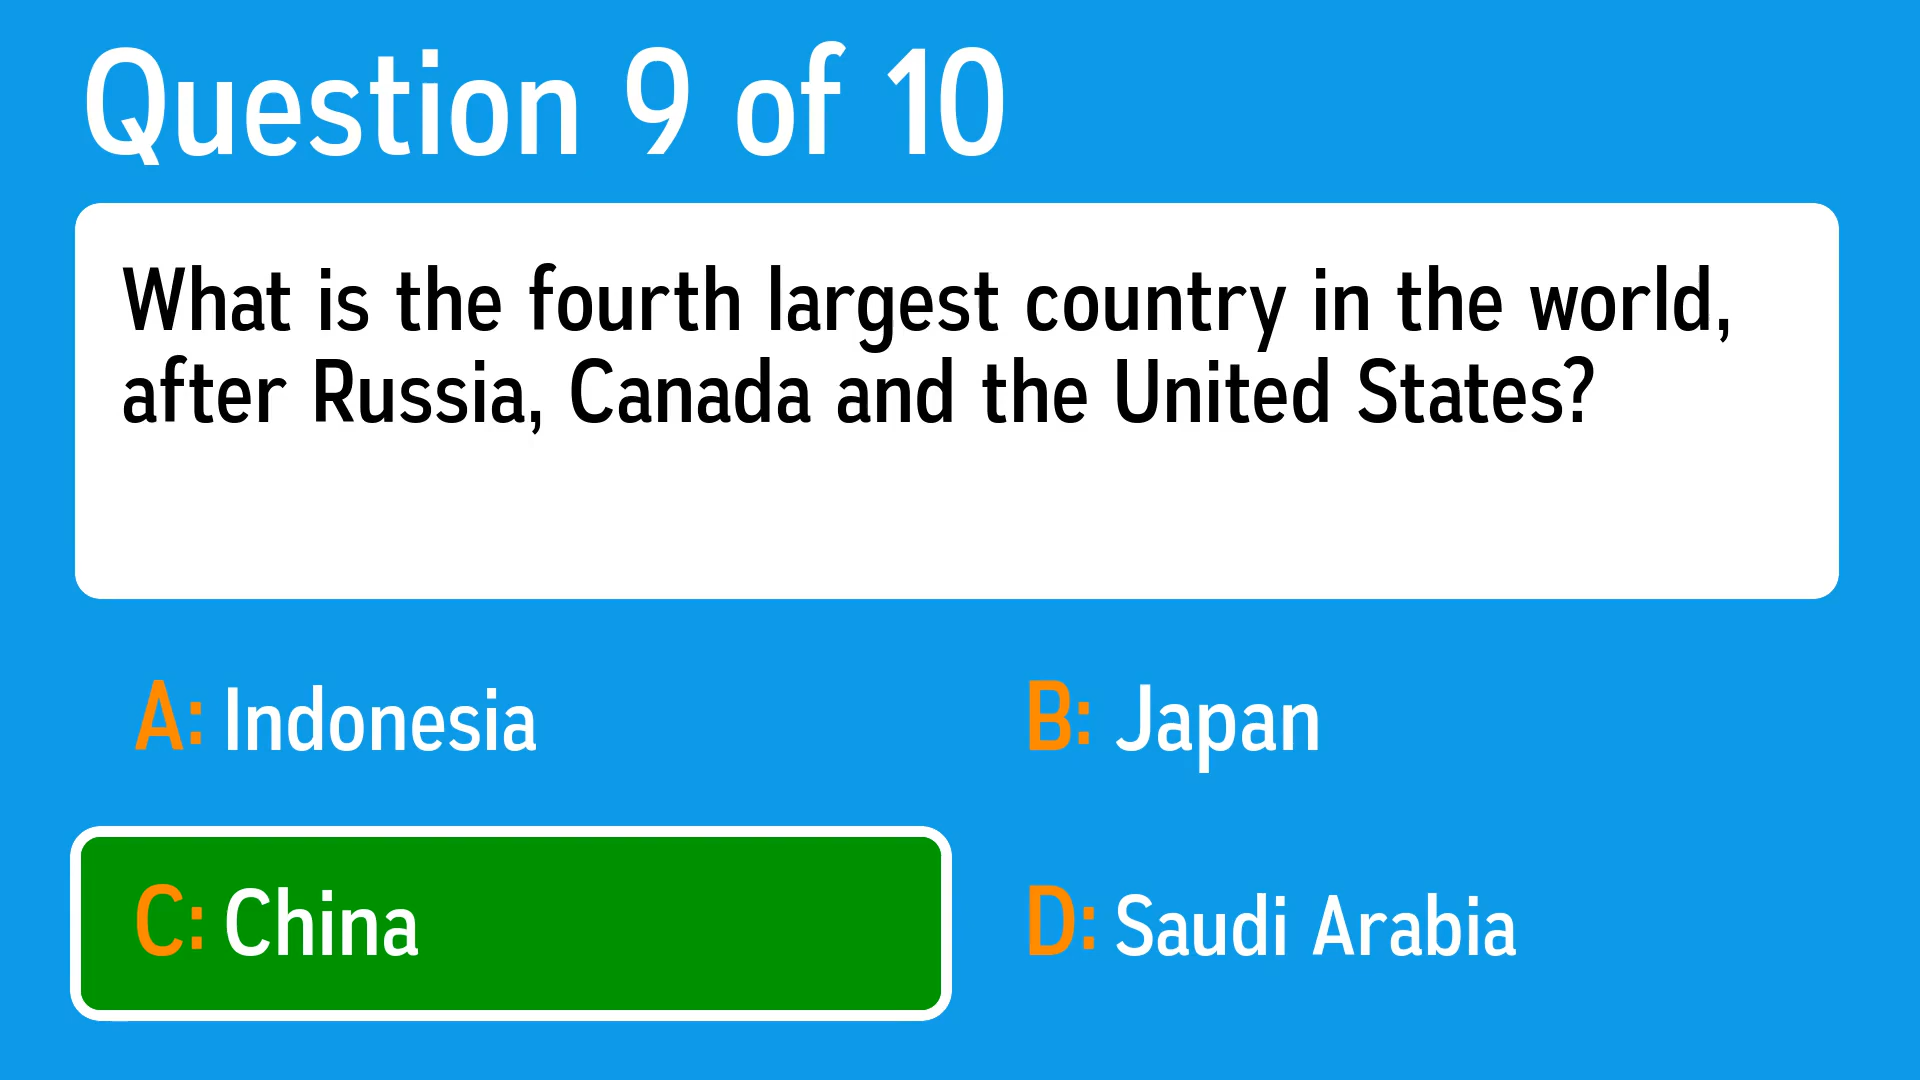 Question 9 of 10
What is the fourth largest country in the world,
after Russia, Canada and the United States?
A: Indonesia
B: Japan
C: China
D: Saudi Arabia